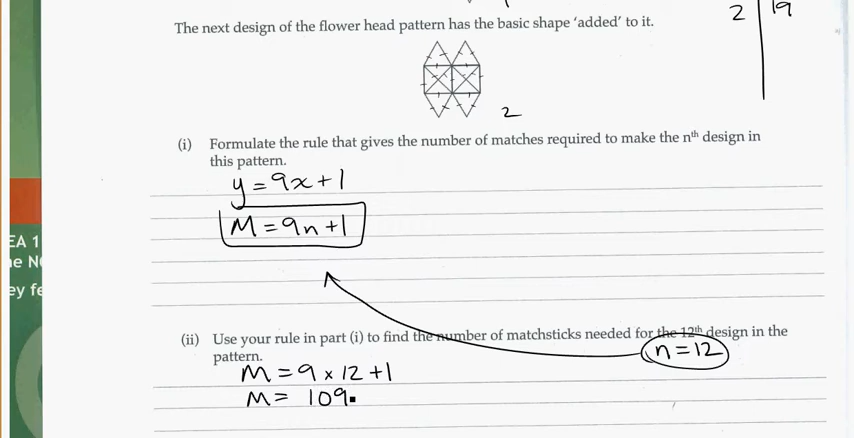 2 | 19
The next design of the flower head pattern has the basic shape 'added' to it.
2
(i) Formulate the rule that gives the number of matches required to make the nth design in
this pattern.
y = 9x + 1
M = 9n + 1
EA 1
e N
ey fe
(ii) Use your rule in part (i) to find the number of matchsticks needed for the 12th design in the
pattern.
n = 12
M = 9 x 12 + 1
M = 109.